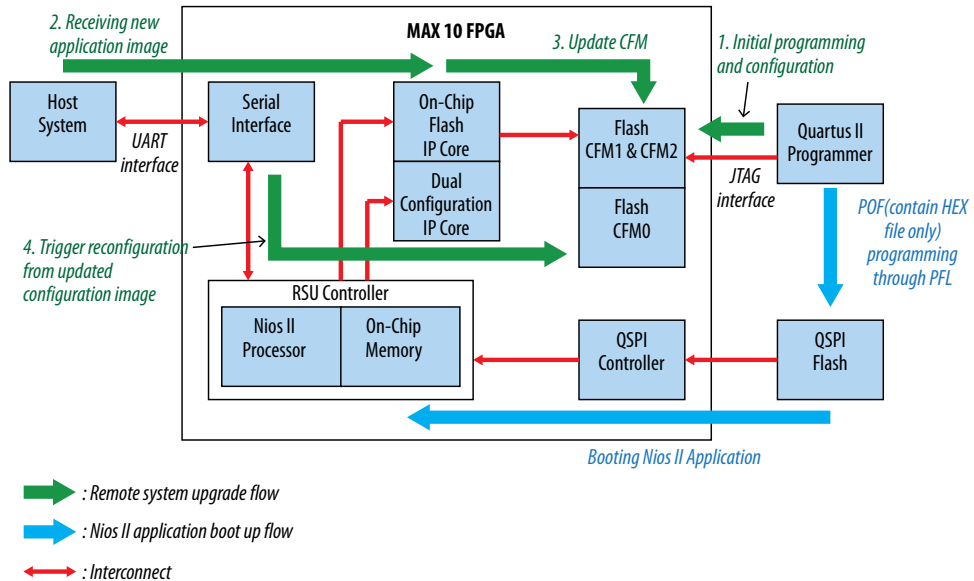 2. Receiving new
application image
MAX 10 FPGA
3. Update CFM
1. Initial programming
and configuration
Host
System
UART
interface
Serial
Interface
On-Chip
Flash
IP Core
Dual
Configuration
IP Core
Flash
CFM1 & CFM2
Flash
CFM0
JTAG
interface
Quartus II
Programmer
POF(contain HEX
file only)
programming
through PFL
4. Trigger reconfiguration
from updated
configuration image
RSU Controller
Nios II
Processor
On-Chip
Memory
QSPI
Controller
QSPI
Flash
Booting Nios II Application
: Remote system upgrade flow
: Nios II application boot up flow
: Interconnect